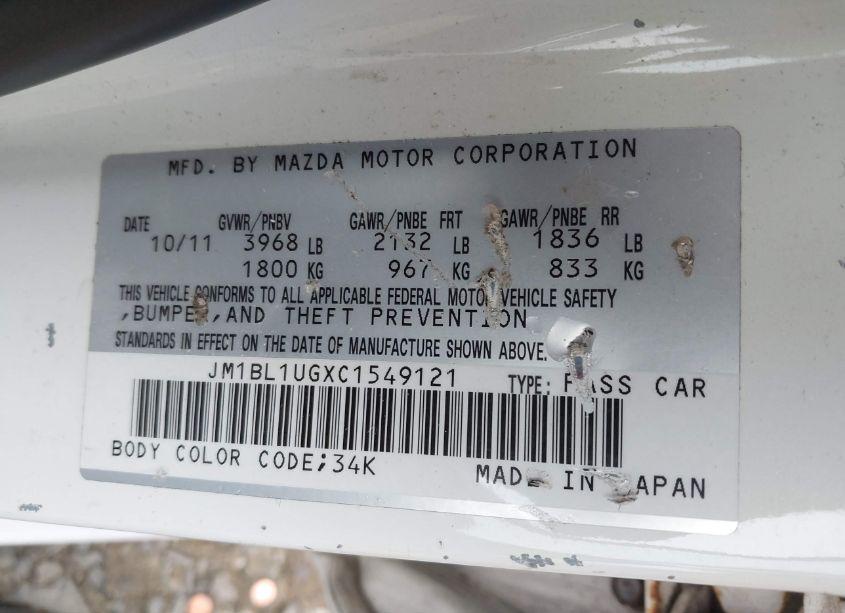 MFD. BY MAZDA MOTOR CORPORATION
DATE GVWR/PNBV GAWR/PNBE FRT GAWR/PNBE RR
10/11 3968 LB 2132 LB 1836 LB
1800 KG 967 KG 833 KG
THIS VEHICLE CONFORMS TO ALL APPLICABLE FEDERAL MOTOR VEHICLE SAFETY
,BUMPER,AND THEFT PREVENTION
STANDARDS IN EFFECT ON THE DATE OF MANUFACTURE SHOWN ABOVE.
JM1BL1UGXC1549121 TYPE: PASS CAR
BODY COLOR CODE;34K
MADE IN JAPAN